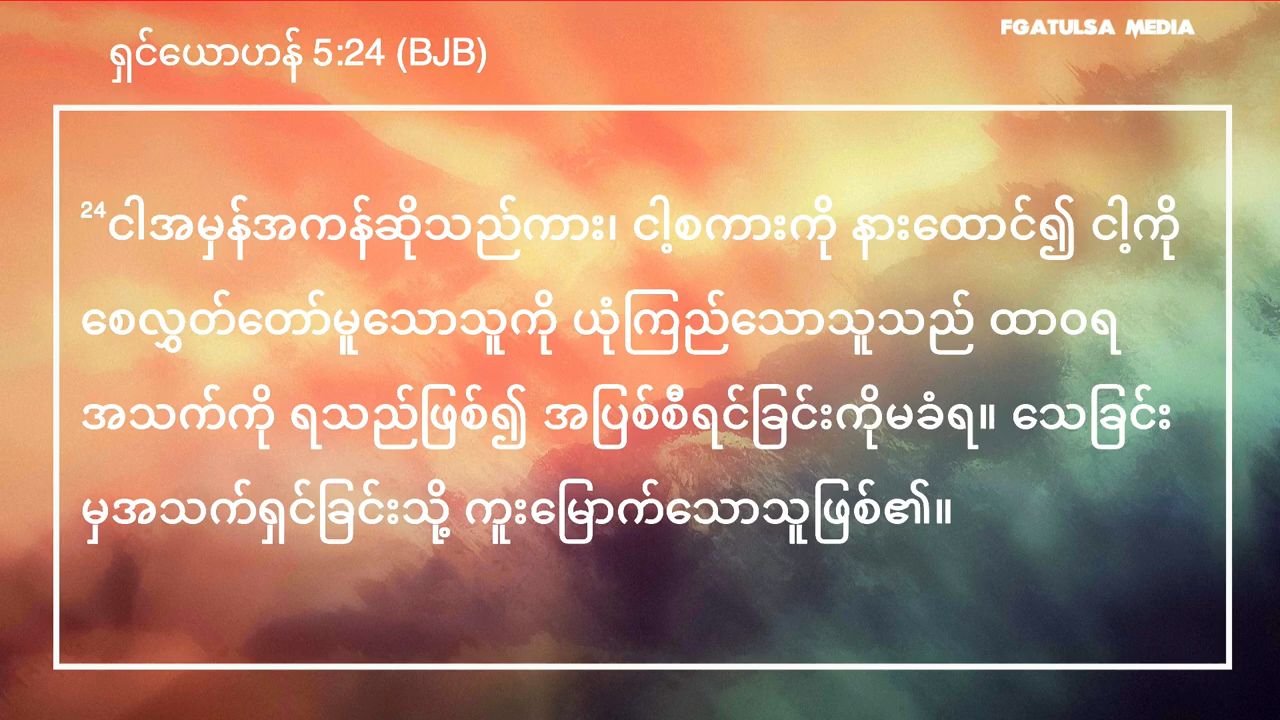 ရှင်ယောဟန် 5:24 (BJB)
FGATULSA MEDIA
24ငါအမှန်အကန်ဆိုသည်ကား၊ ငါ့စကားကို နားထောင်၍ ငါ့ကို
စေလွှတ်တော်မူသောသူကို ယုံကြည်သောသူသည် ထာဝရ
အသက်ကို ရသည်ဖြစ်၍ အပြစ်စီရင်ခြင်းကိုမခံရ။ သေခြင်း
မှအသက်ရှင်ခြင်းသို့ ကူးမြောက်သောသူဖြစ်၏။